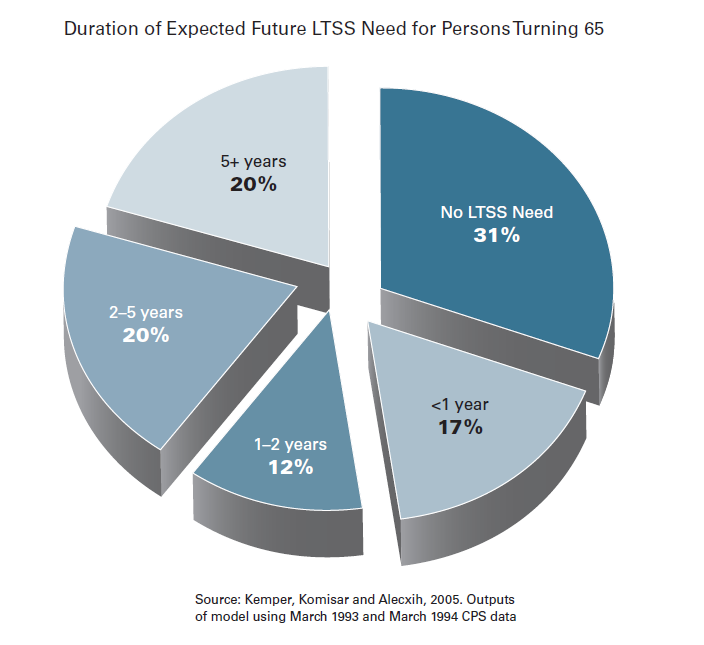 Duration of Expected Future LTSS Need for Persons Turning 65
5+ years
20%
No LTSS Need
31%
2–5 years
20%
<1 year
17%
1–2 years
12%
Source: Kemper, Komisar and Alecxih, 2005. Outputs
of model using March 1993 and March 1994 CPS data